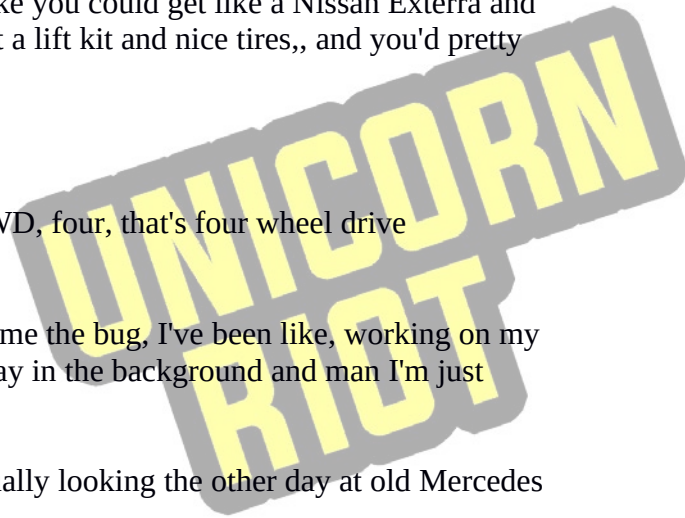 ke you could get like a Nissan Exterra and
t a lift kit and nice tires,, and you'd pretty
WD, four, that's four wheel drive
me the bug, I've been like, working on my
ay in the background and man I'm just
ally looking the other day at old Mercedes
UNICORN
RIOT